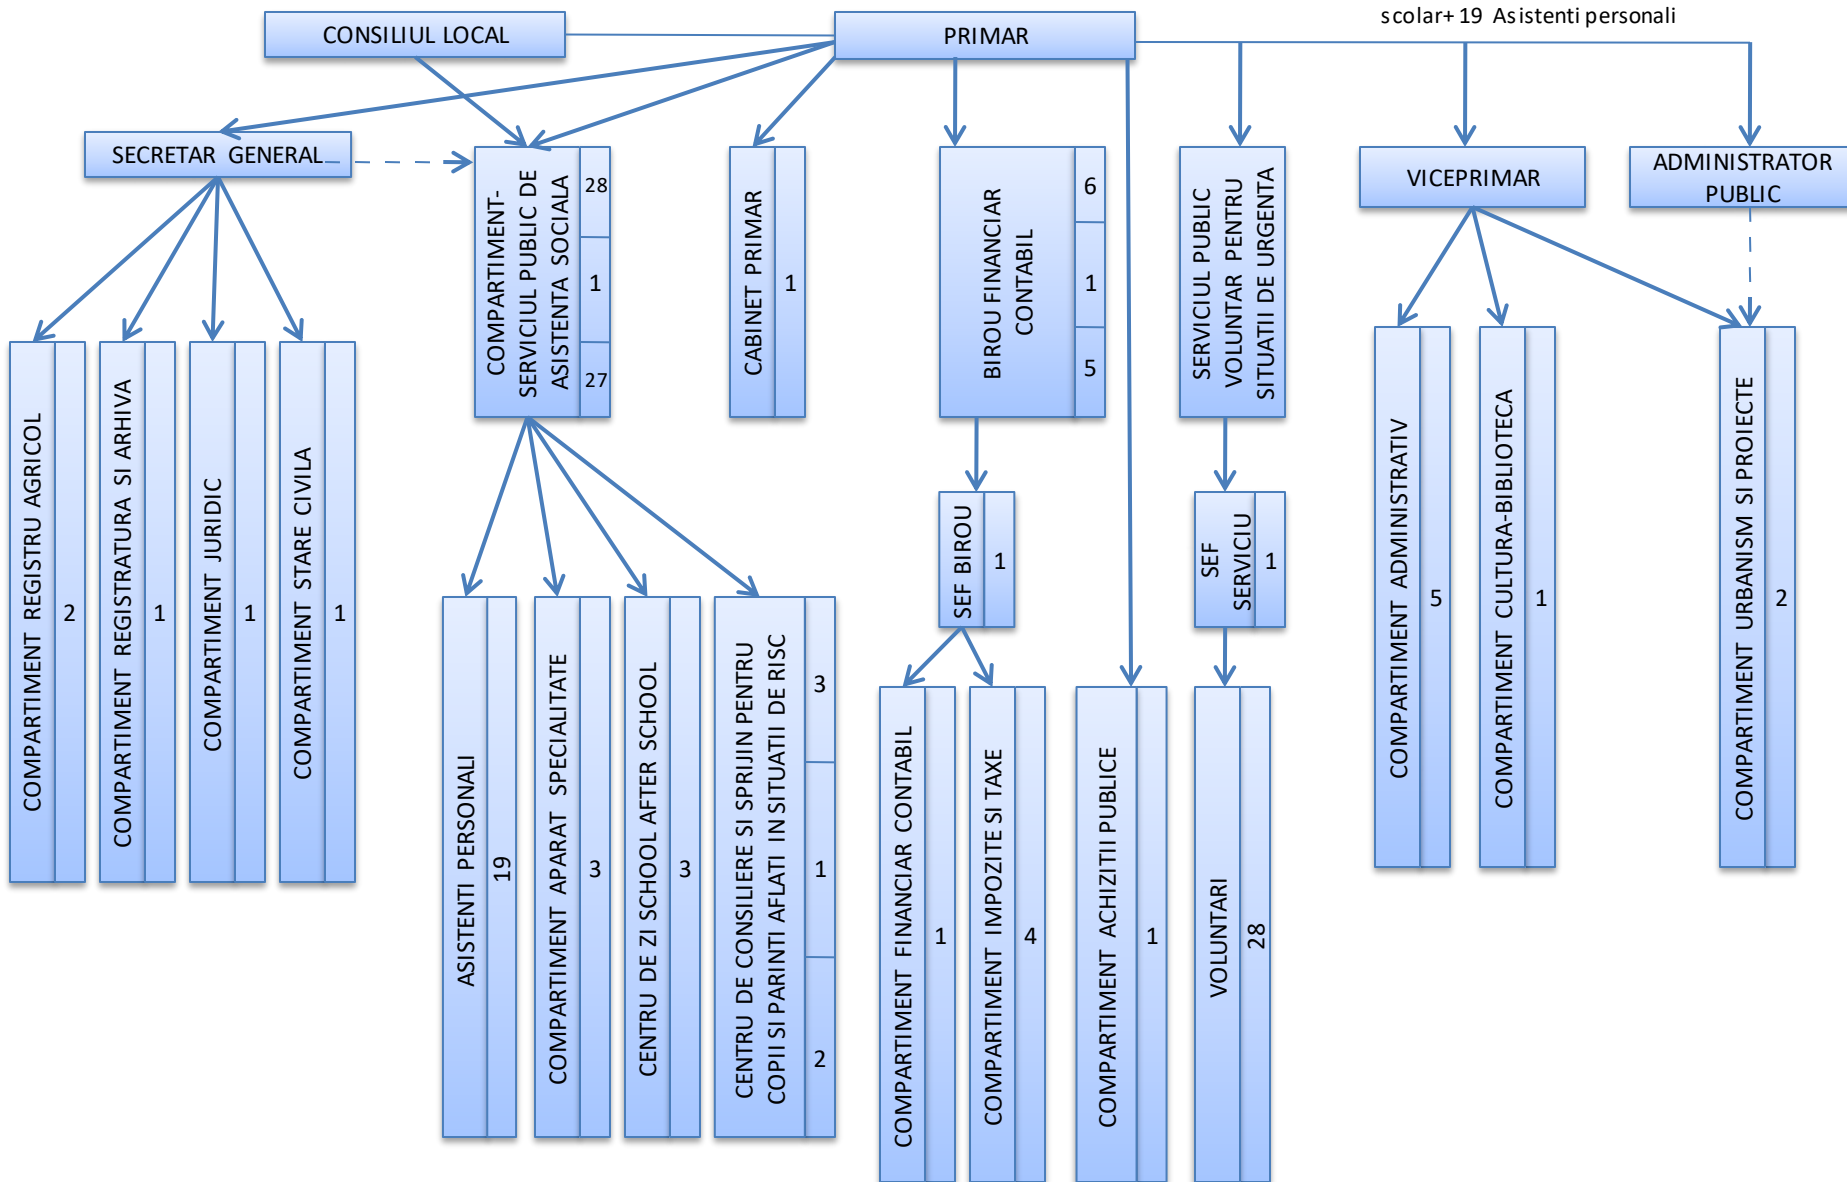 scolar+ 19 Asistenti personali
CONSILIUL LOCAL
PRIMAR
SECRETAR GENERAL
COMPARTIMENT-
SERVICIUL PUBLIC DE
ASISTENTA SOCIALA
28
1
27
CABINET PRIMAR
1
BIROU FINANCIAR
CONTABIL
6
1
5
SERVICIUL PUBLIC
VOLUNTAR PENTRU
SITUATII DE URGENTA
VICEPRIMAR
ADMINISTRATOR
PUBLIC
COMPARTIMENT REGISTRU AGRICOL
2
COMPARTIMENT REGISTRATURA SI ARHIVA
1
COMPARTIMENT JURIDIC
1
COMPARTIMENT STARE CIVILA
1
SEF BIROU
1
SEF
SERVICIU
1
COMPARTIMENT ADMINISTRATIV
5
COMPARTIMENT CULTURA-BIBLIOTECA
1
COMPARTIMENT URBANISM SI PROIECTE
2
ASISTENTI PERSONALI
19
COMPARTIMENT APARAT SPECIALITATE
3
CENTRU DE ZI SCHOOL AFTER SCHOOL
3
CENTRU DE CONSILIERE SI SPRIJIN PENTRU
COPII SI PARINTI AFLATI IN SITUATII DE RISC
3
1
2
COMPARTIMENT FINANCIAR CONTABIL
1
COMPARTIMENT IMPOZITE SI TAXE
4
COMPARTIMENT ACHIZITII PUBLICE
1
VOLUNTARI
28